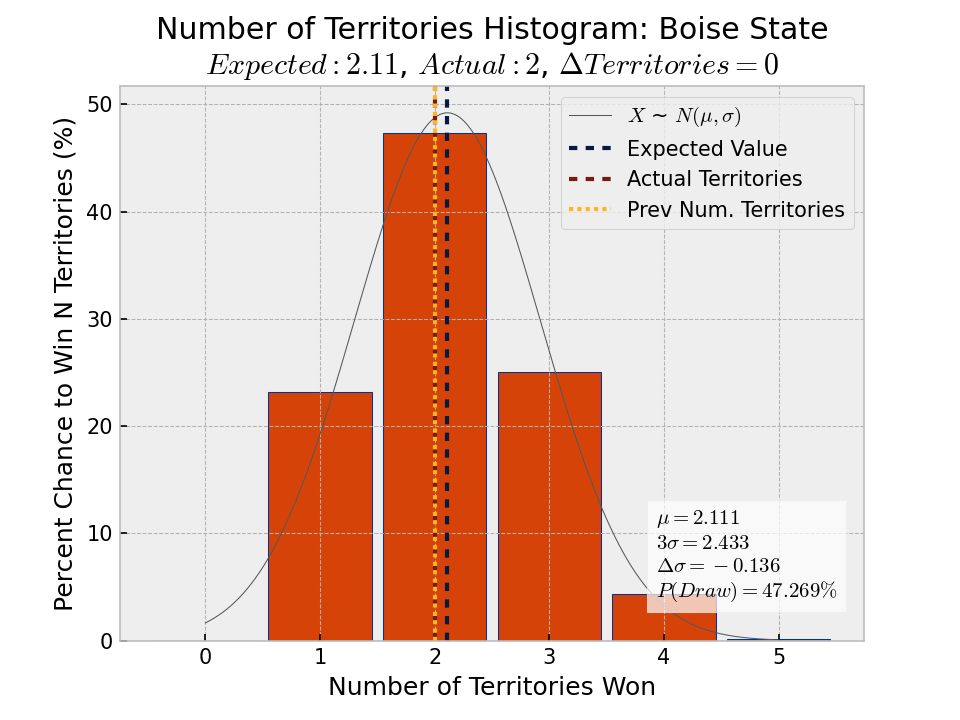 Number of Territories Histogram: Boise State
Expected : 2.11, Actual : 2, ΔTerritories = 0
Percent Chance to Win N Territories (%)
50
40
30
20
10
0
X ~ N(μ, σ)
Expected Value
Actual Territories
Prev Num. Territories
μ = 2.111
3σ = 2.433
Δσ = −0.136
P(Draw) = 47.269%
0 1 2 3 4 5
Number of Territories Won